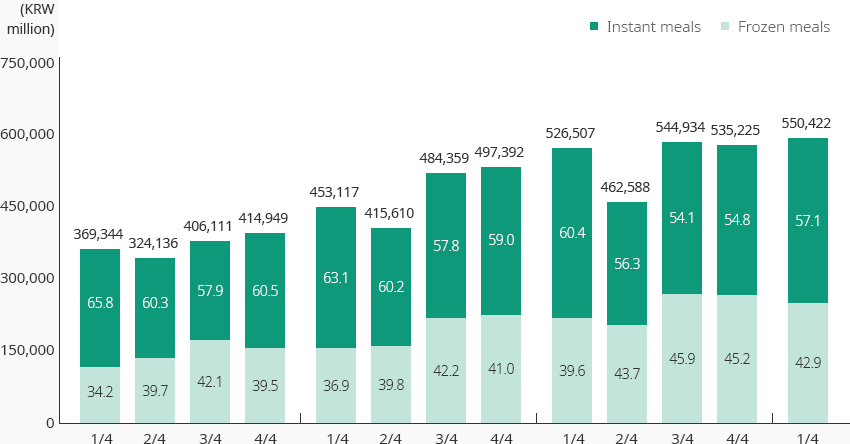 (KRW
million)
Instant meals Frozen meals
750,000
600,000
450,000
300,000
150,000
0
369,344 324,136 406,111 414,949 453,117 415,610 484,359 497,392 526,507 462,588 544,934 535,225 550,422
65.8 60.3 57.9 60.5 63.1 60.2 57.8 59.0 60.4 56.3 54.1 54.8 57.1
34.2 39.7 42.1 39.5 36.9 39.8 42.2 41.0 39.6 43.7 45.9 45.2 42.9
1/4 2/4 3/4 4/4 1/4 2/4 3/4 4/4 1/4 2/4 3/4 4/4 1/4